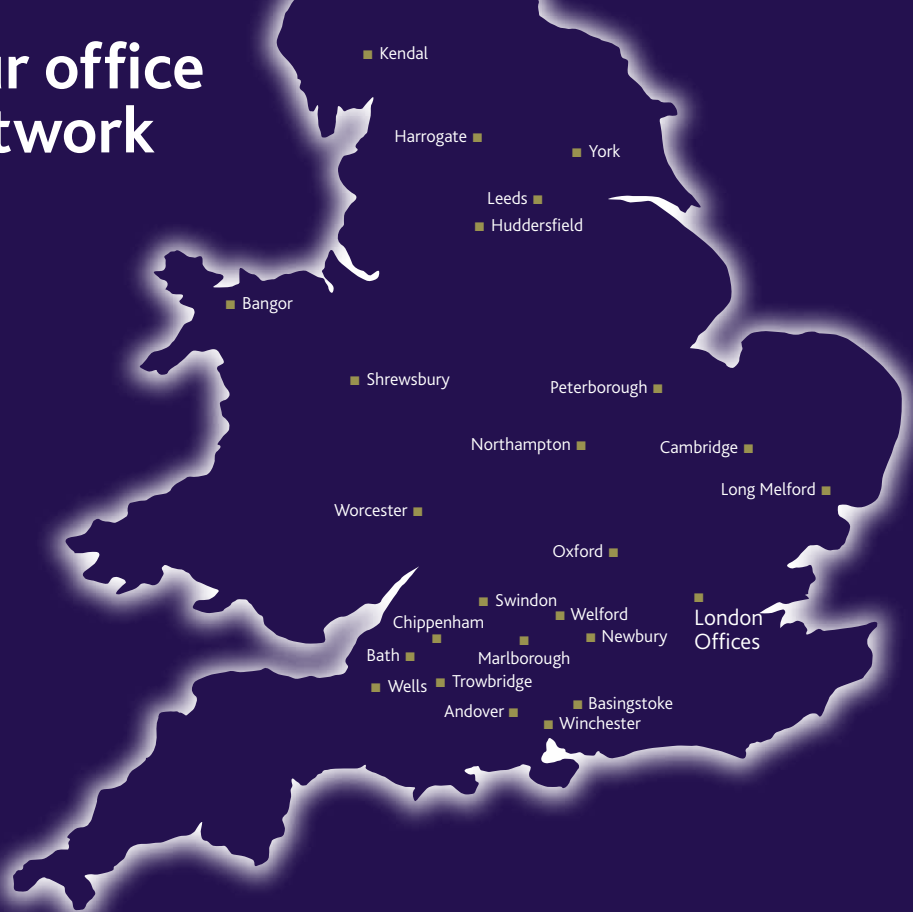 r office
twork
Kendal
Harrogate
York
Leeds
Huddersfield
Bangor
Shrewsbury
Peterborough
Northampton
Cambridge
Long Melford
Worcester
Oxford
Swindon
Welford
London
Offices
Chippenham
Newbury
Bath
Marlborough
Trowbridge
Wells
Basingstoke
Andover
Winchester